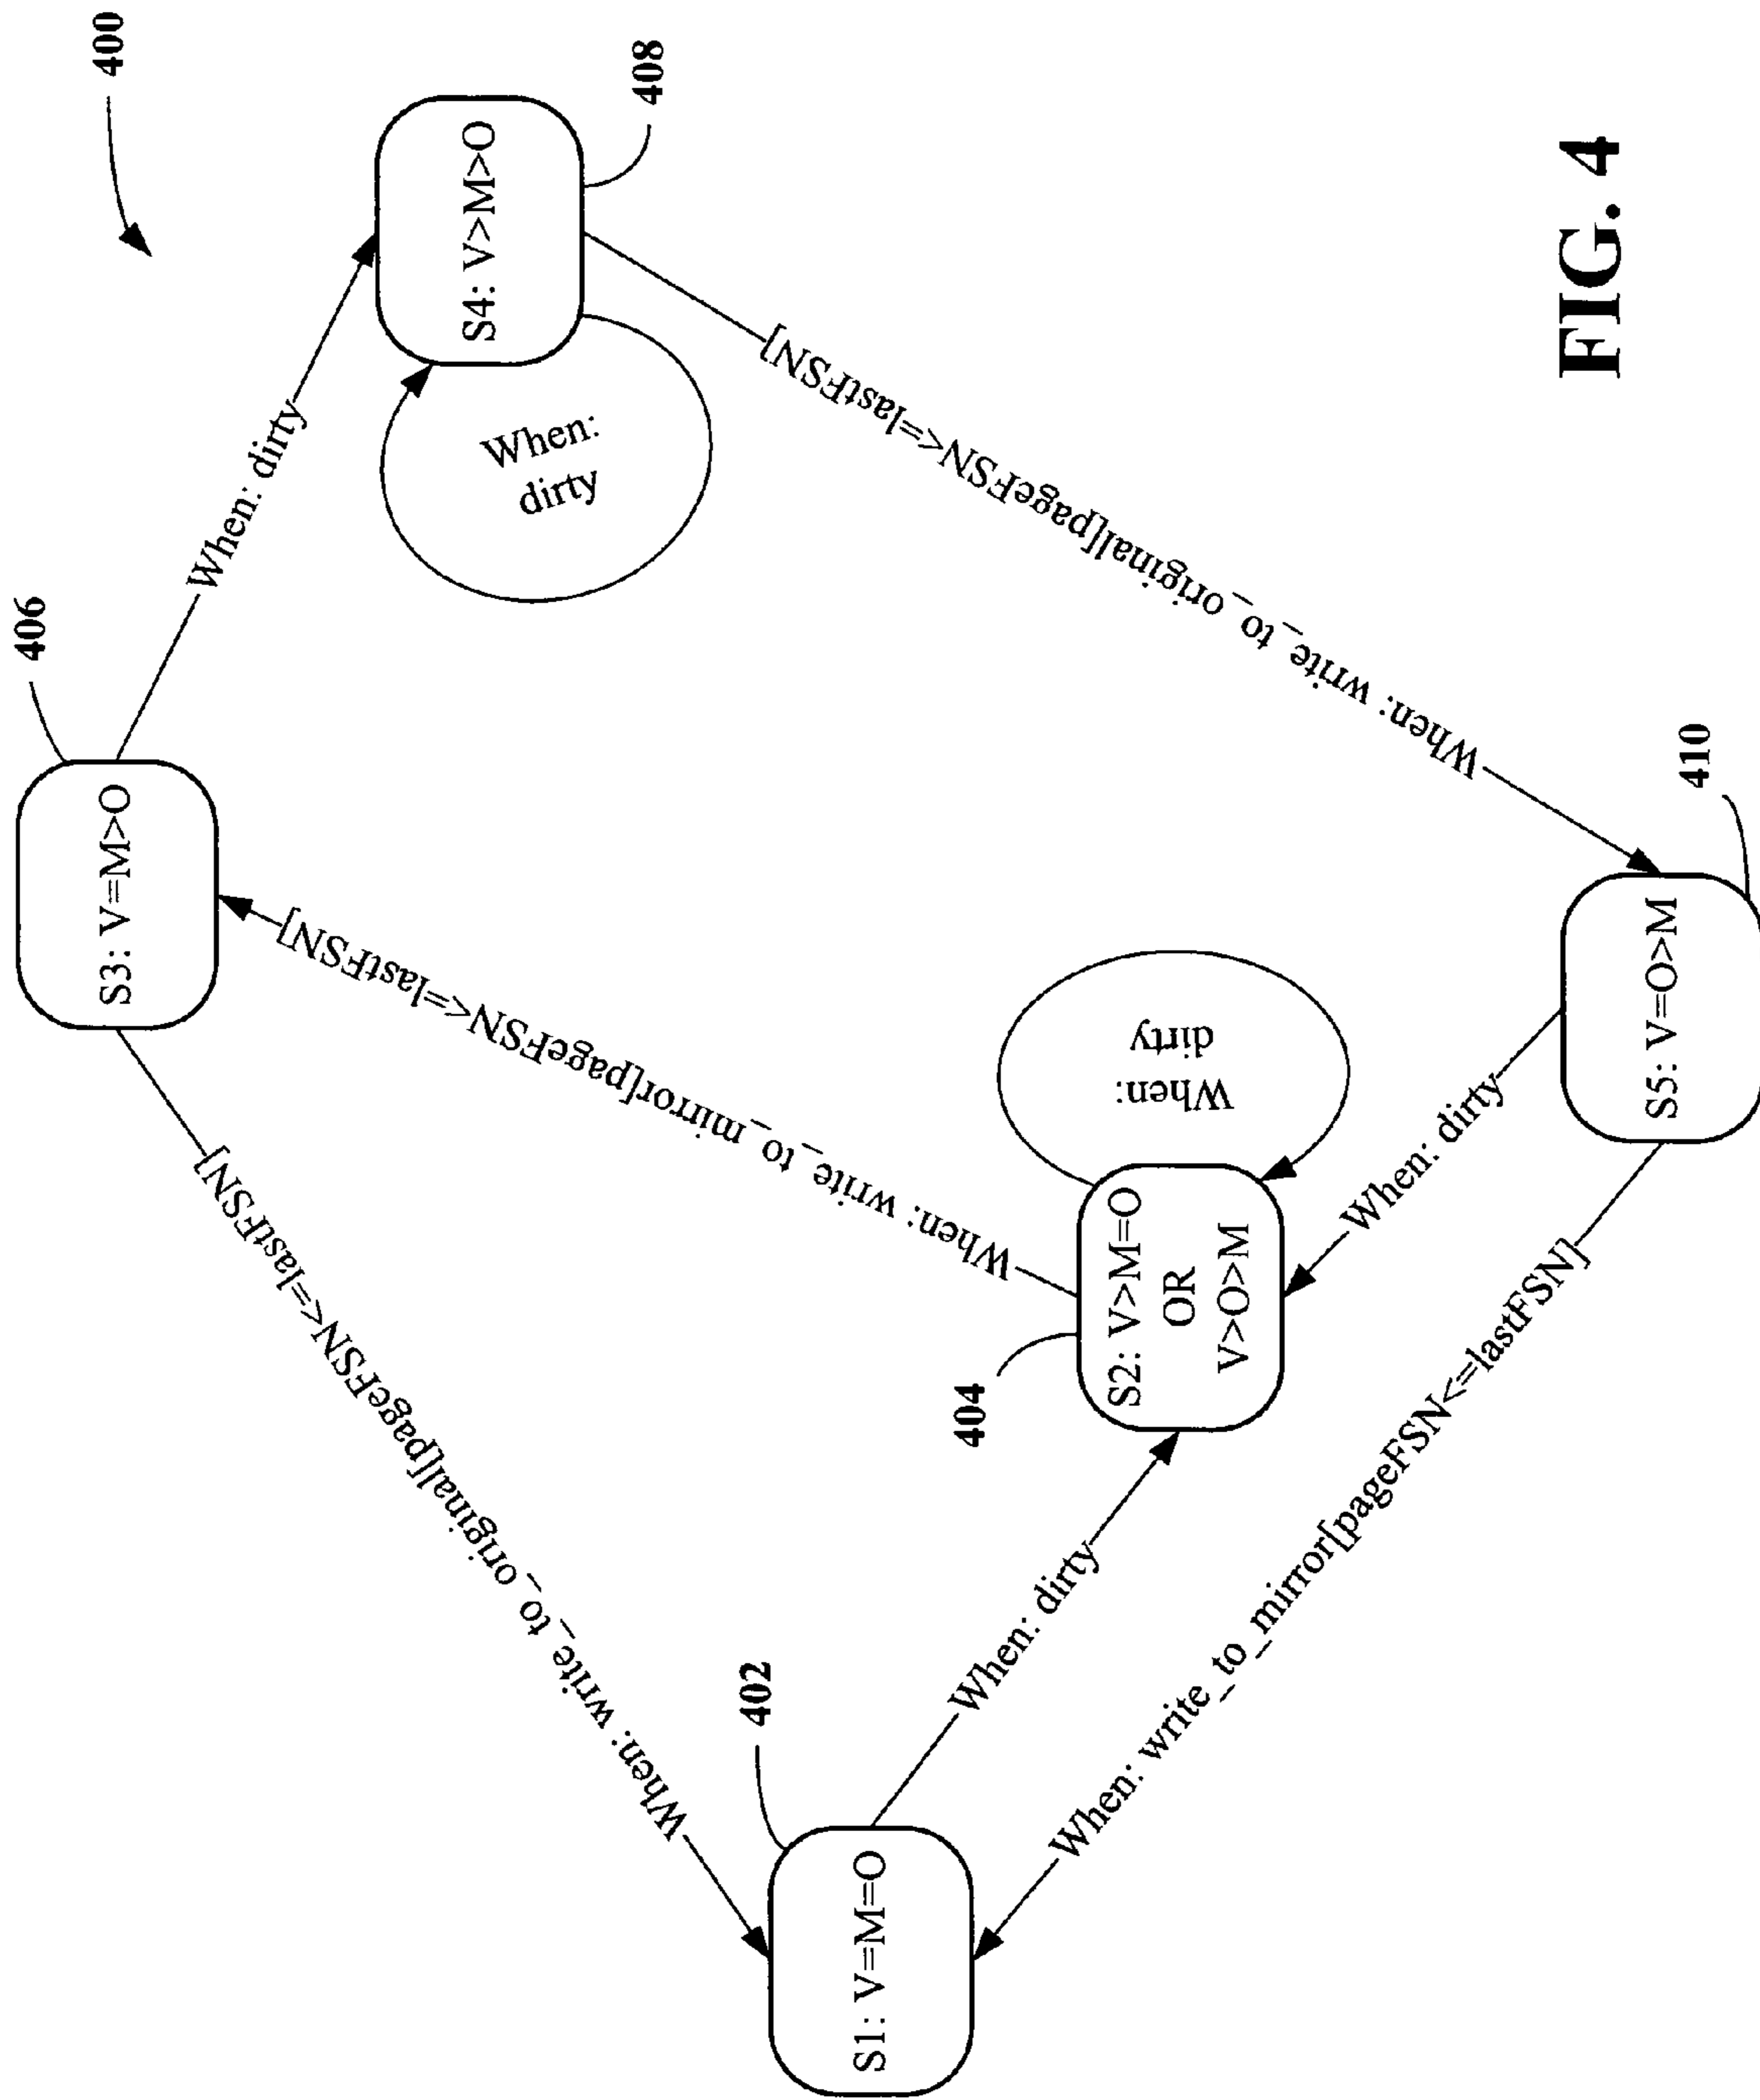 400
406
S3: V=M>O
When: dirty
408
S4: V>M>O
When:
dirty
When: write_to_original[pageFSN<=lastFSN]
When: write_to_mirror[pageFSN<=lastFSN]
When: write_to_original[pageFSN<=lastFSN]
402
S1: V=M=O
When: dirty
404
S2: V>M=O
OR
V>O>M
When:
dirty
When: dirty
When: write_to_mirror[pageFSN<=lastFSN]
410
S5: V=O>M
FIG. 4